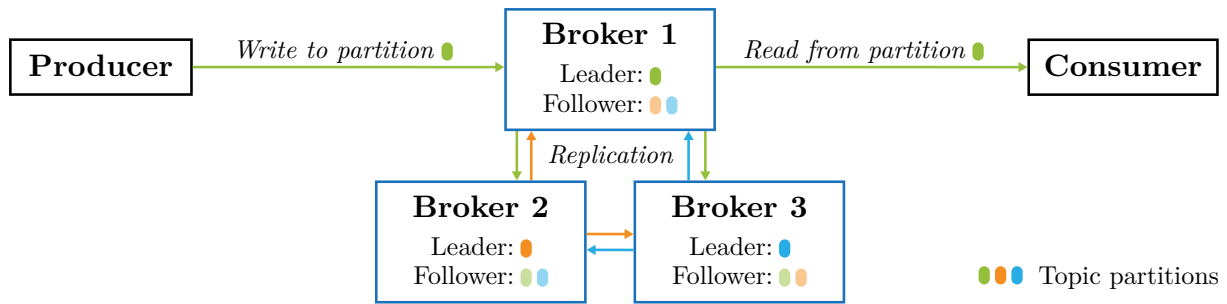 Producer
Write to partition
Broker 1
Leader:
Follower:
Read from partition
Consumer
Replication
Broker 2
Leader:
Follower:
Broker 3
Leader:
Follower:
Topic partitions